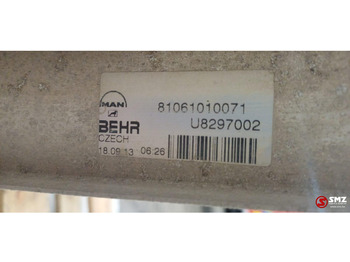 MAN 81061010071
BEHR U8297002
CZECH
18.09.13 06:26
SMZ